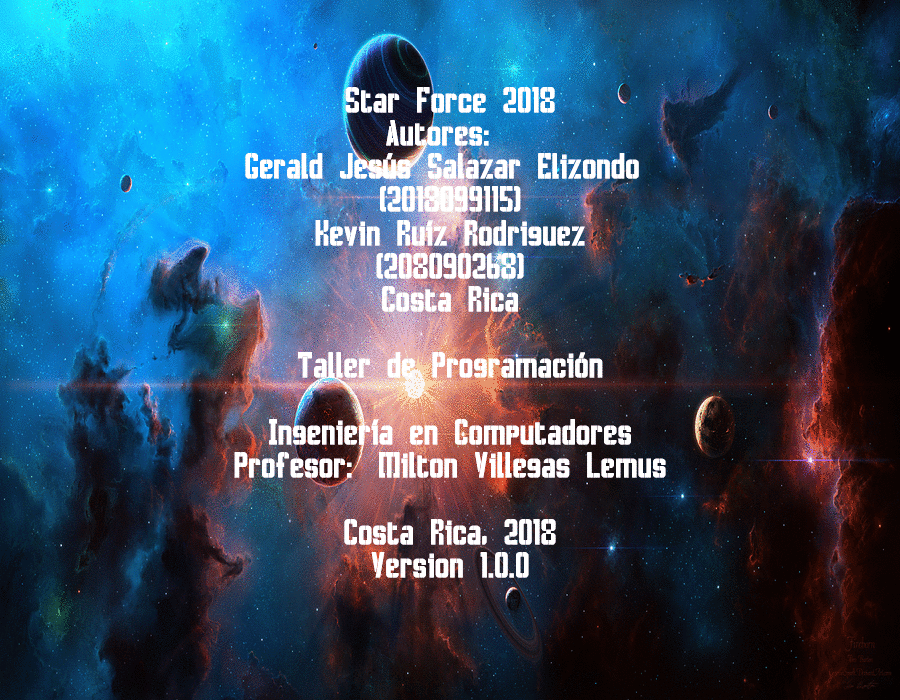 Star Force 2018
Autores:
Gerald Jesús Salazar Elizondo
(2018099115)
Kevin Ruíz Rodriguez
(208090268)
Costa Rica
Taller de Programación
Ingeniería en Computadores
Profesor: Milton Villegas Lemus
Costa Rica, 2018
Version 1.0.0